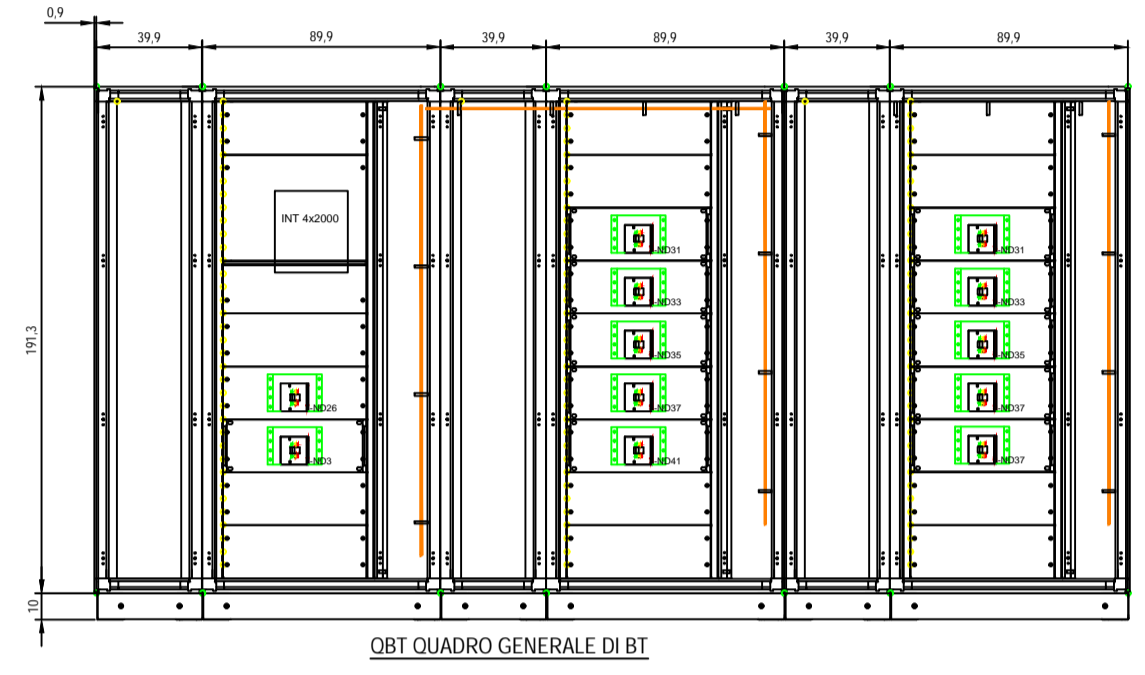 0,9
39,9
89,9
39,9
89,9
39,9
89,9
191,3
10
INT 4x2000
-ND26
-ND3
-ND31
-ND33
-ND35
-ND37
-ND41
-ND31
-ND33
-ND35
-ND37
-ND37
QBT QUADRO GENERALE DI BT